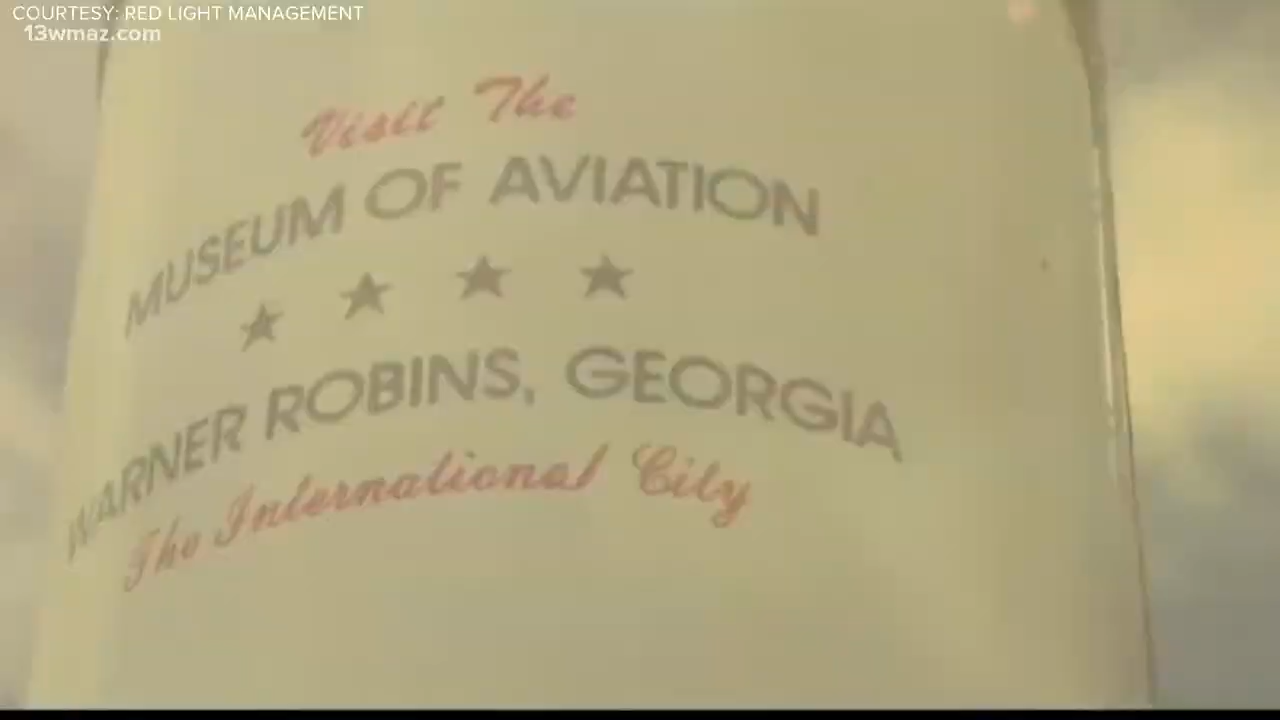 COURTESY: RED LIGHT MANAGEMENT
13wmaz.com
Visit The
MUSEUM OF AVIATION
WARNER ROBINS, GEORGIA
The International City